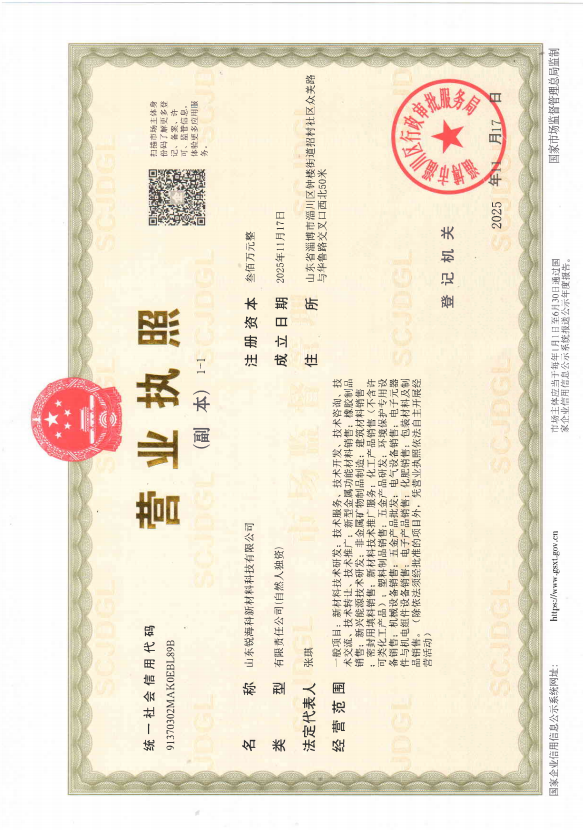 营业执照
(副 本) 1-1
统一社会信用代码
91370302MAK0EBL89B
扫描市场主体身
份码了解更多登
记、备案、许
可、监管信息,
体验更多应用服
务。
名 称 山东锐海科新材料科技有限公司
类 型 有限责任公司(自然人独资)
法定代表人 张琪
经营范围 一般项目:新材料技术研发;技术服务、技术开发、技术咨询、技
术交流、技术转让、技术推广;新型金属功能材料销售;橡胶制品
销售;新兴能源技术研发;非金属矿物制品制造;建筑材料销售
;密封用填料销售;新材料技术推广服务;化工产品销售(不含许
可类化工产品);塑料制品销售;五金产品研发;环境保护专用设
备销售;机械设备销售;五金产品批发;电气设备销售;电子元器
件与机电组件设备销售;电子产品销售;化肥销售;包装材料及制
品销售。(除依法须经批准的项目外,凭营业执照依法自主开展经
营活动)
注册资本 叁佰万元整
成立日期 2025年11月17日
住 所 山东省淄博市淄川区钟楼街道招村社区众美路
与华鲁路交叉口西北50米
登记机关
淄博市淄川区行政审批服务局
2025 年11 月17 日
国家企业信用信息公示系统网址: https://www.gsxt.gov.cn
市场主体应当于每年1月1日至6月30日通过国
家企业信用信息公示系统报送公示年度报告。
国家市场监督管理总局监制